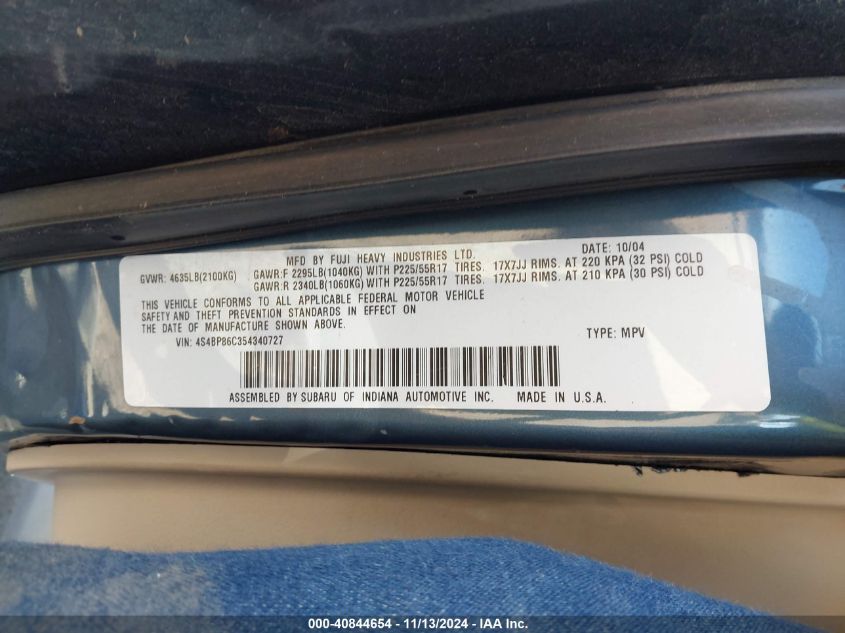 MFD BY FUJI HEAVY INDUSTRIES LTD. DATE: 10/04
GVWR: 4635LB(2100KG) GAWR:F 2295LB(1040KG) WITH P225/55R17 TIRES. 17X7JJ RIMS. AT 220 KPA (32 PSI) COLD
GAWR:R 2340LB(1060KG) WITH P225/55R17 TIRES. 17X7JJ RIMS. AT 210 KPA (30 PSI) COLD
THIS VEHICLE CONFORMS TO ALL APPLICABLE FEDERAL MOTOR VEHICLE
SAFETY AND THEFT PREVENTION STANDARDS IN EFFECT ON
THE DATE OF MANUFACTURE SHOWN ABOVE.
VIN: 4S4BP86C354340727 TYPE: MPV
ASSEMBLED BY SUBARU OF INDIANA AUTOMOTIVE INC. MADE IN U.S.A.
000-40844654 - 11/13/2024 - IAA Inc.